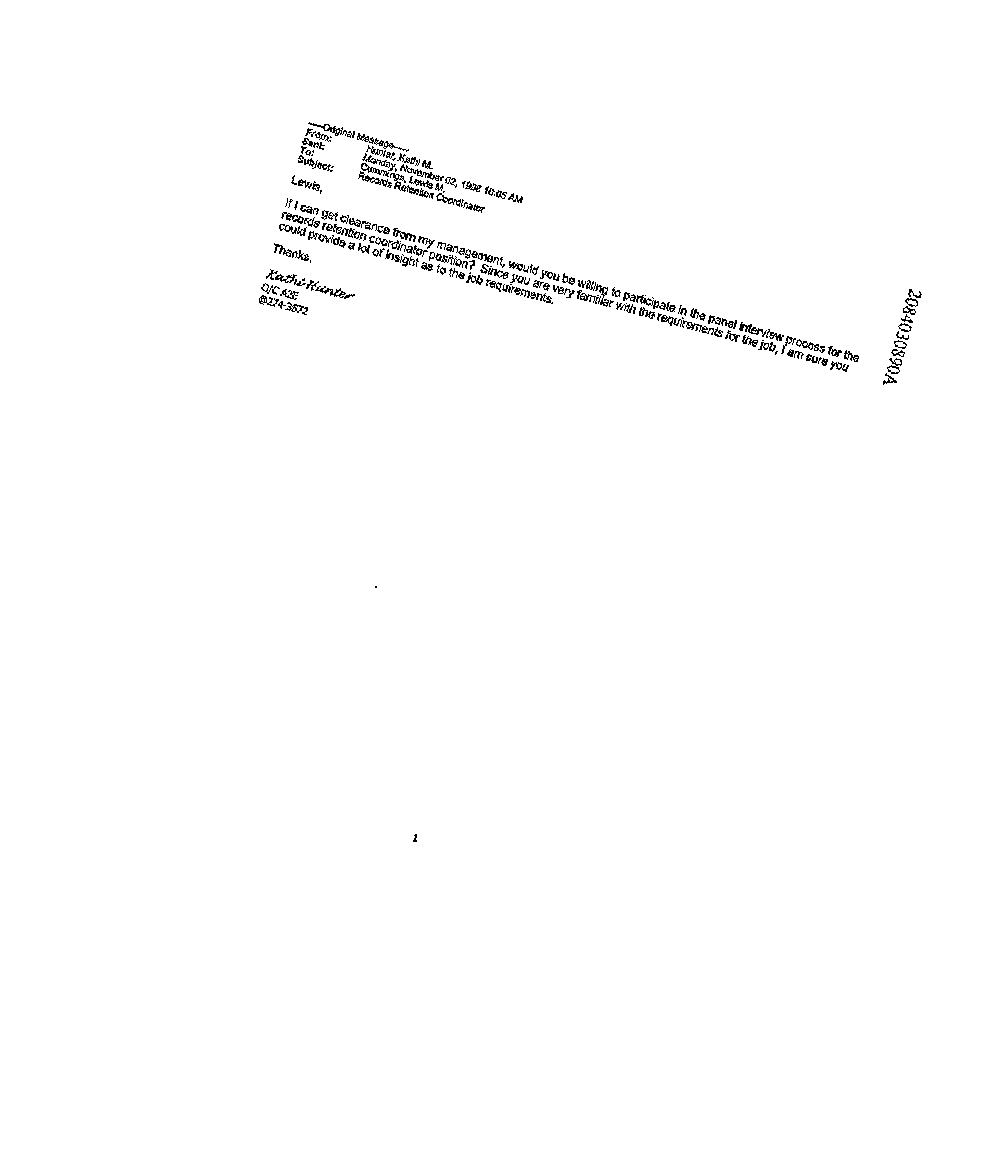 -----Original Message-----
From: Hunter, Kathi M.
Sent: Monday, November 02, 1998 10:05 AM
To: Cummings, Lewis M.
Subject: Records Retention Coordinator
Lewis,
If I can get clearance from my management, would you be willing to participate in the panel interview process for the
records retention coordinator position? Since you are very familiar with the requirements for the job, I am sure you
could provide a lot of insight as to the job requirements.
Thanks,
Kathi Hunter
O/C A2E
@274-3572
2084030890A
1